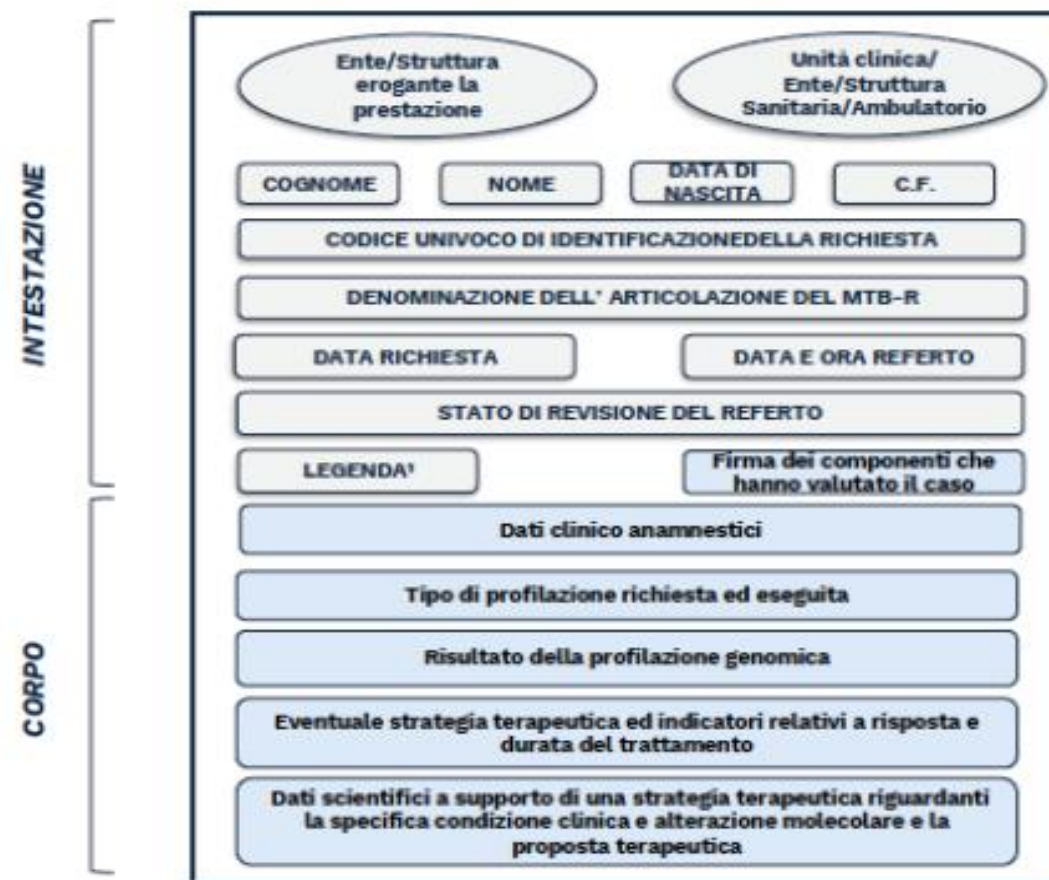 INTESTAZIONE
Ente/Struttura
erogante la
prestazione
Unità clinica/
Ente/Struttura
Sanitaria/Ambulatorio
COGNOME
NOME
DATA DI
NASCITA
C.F.
CODICE UNIVOCO DI IDENTIFICAZIONEDELLA RICHIESTA
DENOMINAZIONE DELL' ARTICOLAZIONE DEL MTB-R
DATA RICHIESTA
DATA E ORA REFERTO
STATO DI REVISIONE DEL REFERTO
LEGENDA¹
Firma dei componenti che
hanno valutato il caso
CORPO
Dati clinico anamnestici
Tipo di profilazione richiesta ed eseguita
Risultato della profilazione genomica
Eventuale strategia terapeutica ed indicatori relativi a risposta e
durata del trattamento
Dati scientifici a supporto di una strategia terapeutica riguardanti
la specifica condizione clinica e alterazione molecolare e la
proposta terapeutica